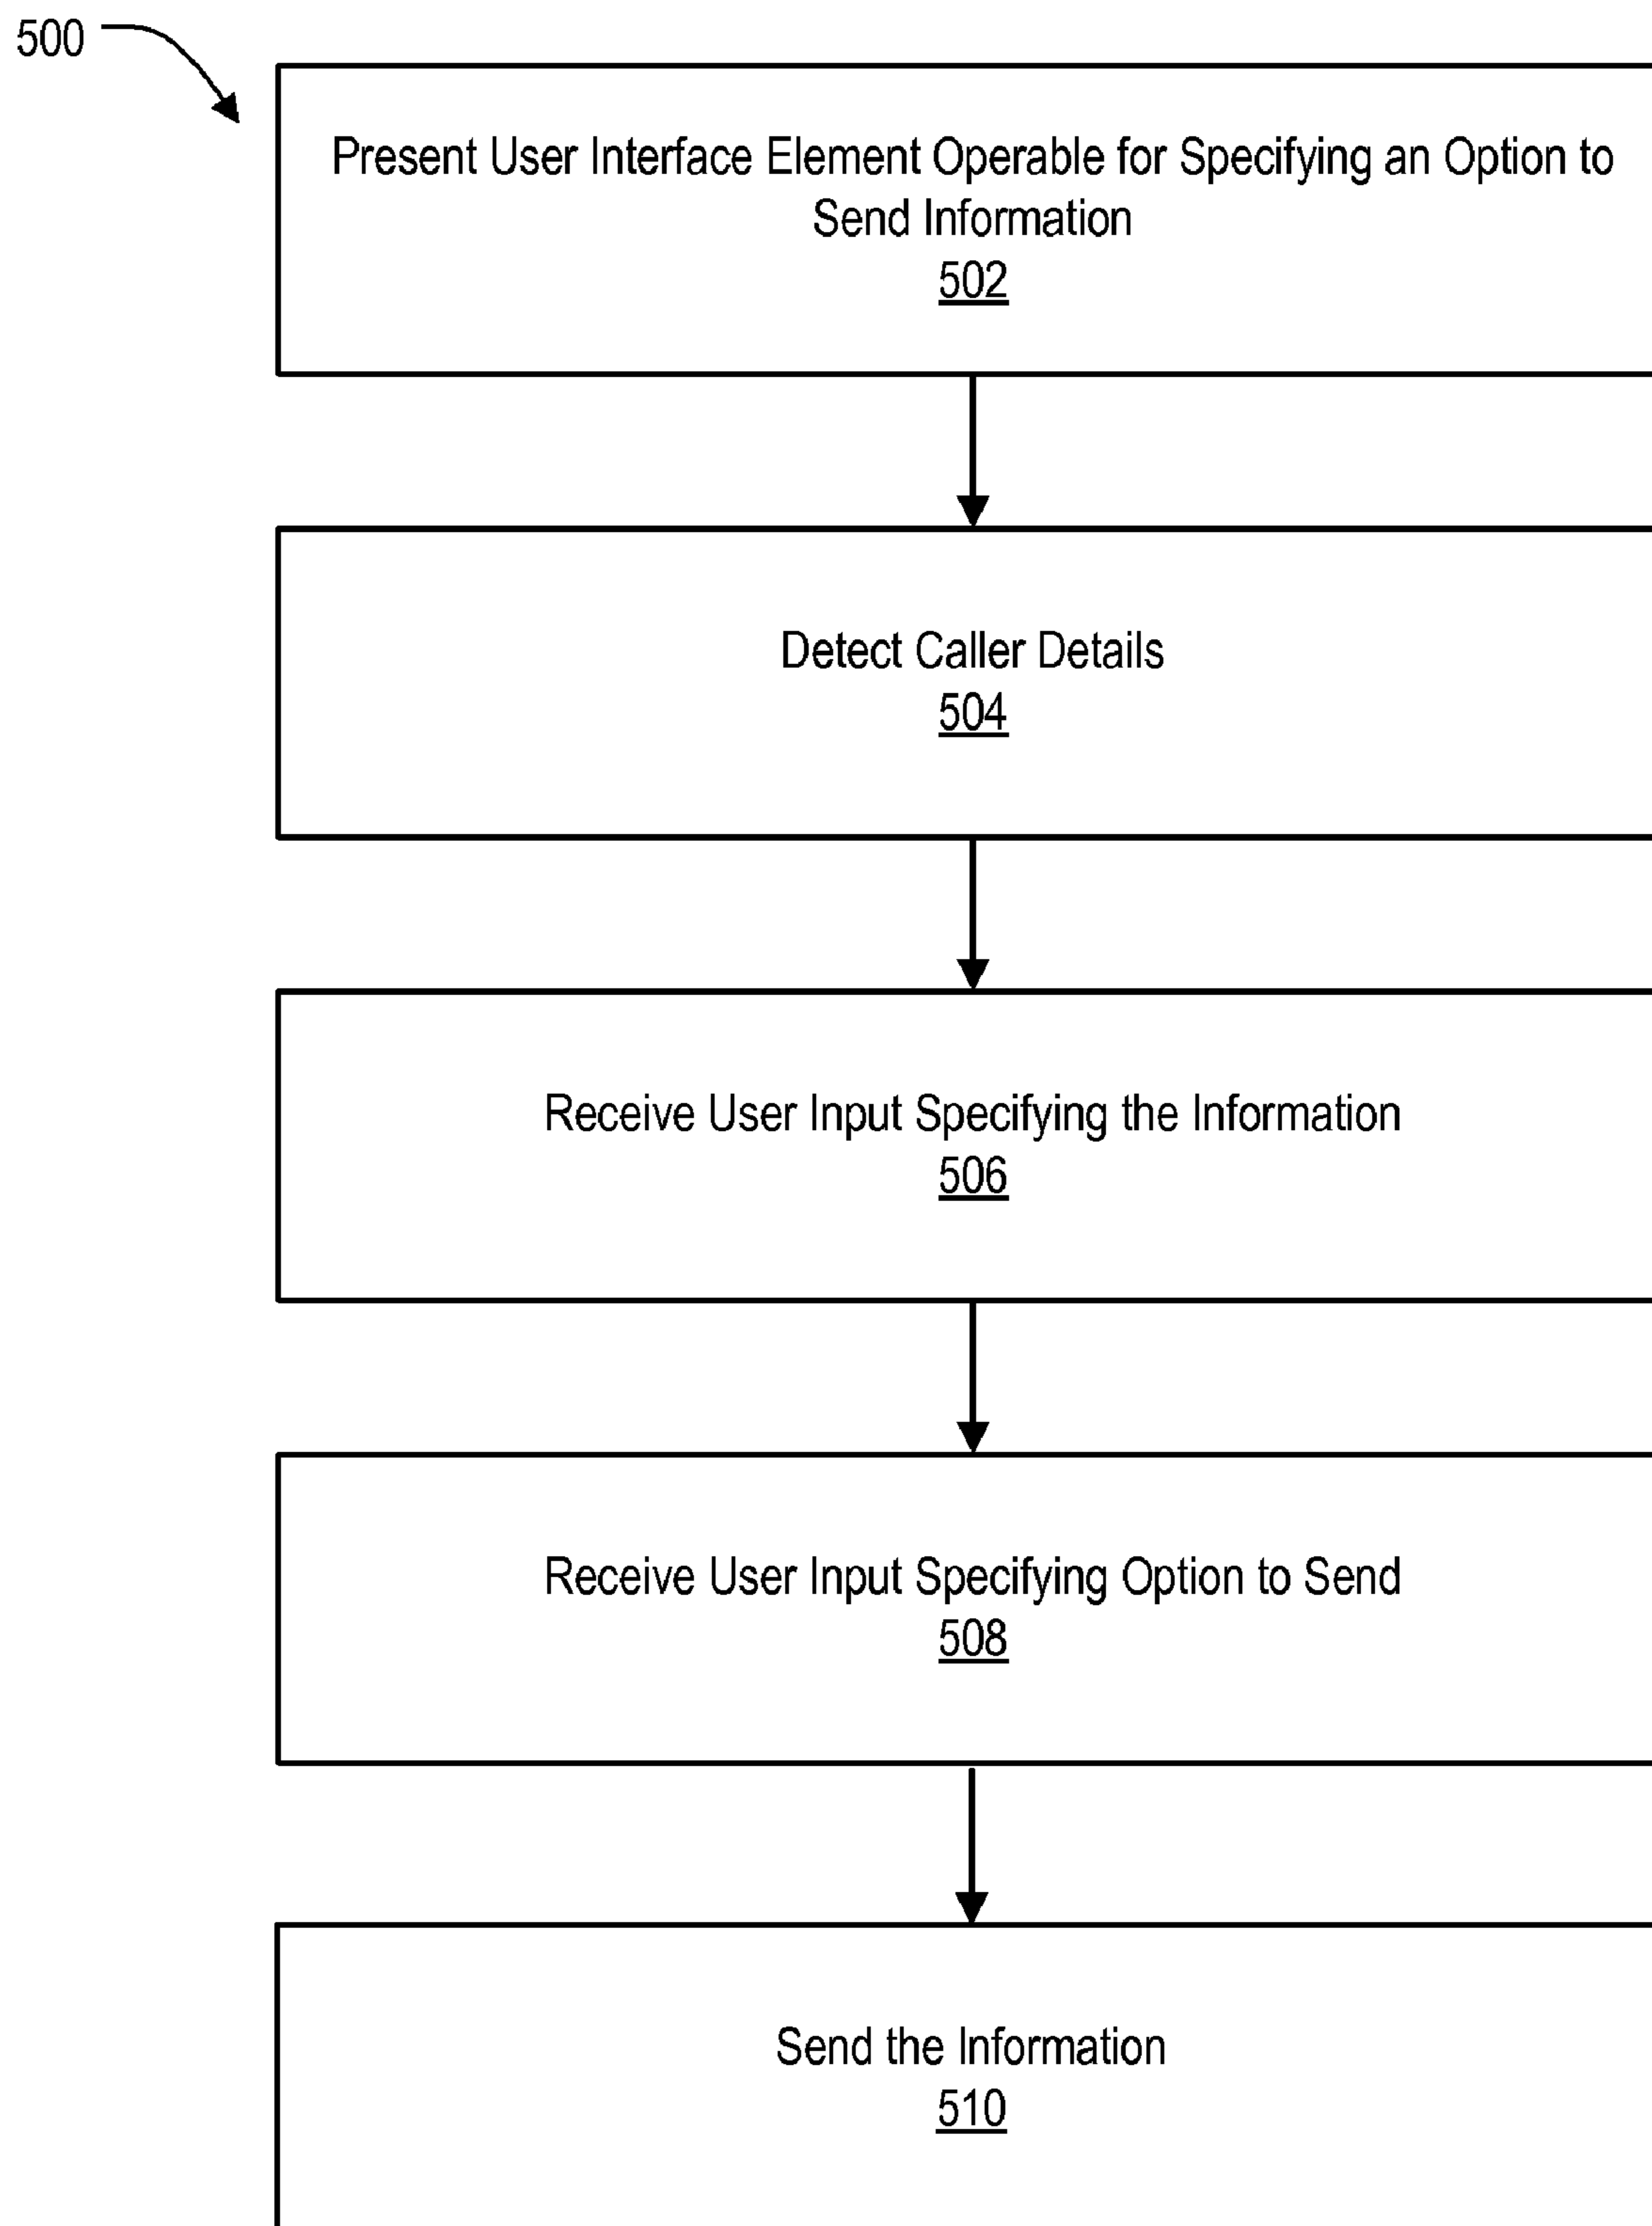 500
Present User Interface Element Operable for Specifying an Option to
Send Information
502
Detect Caller Details
504
Receive User Input Specifying the Information
506
Receive User Input Specifying Option to Send
508
Send the Information
510